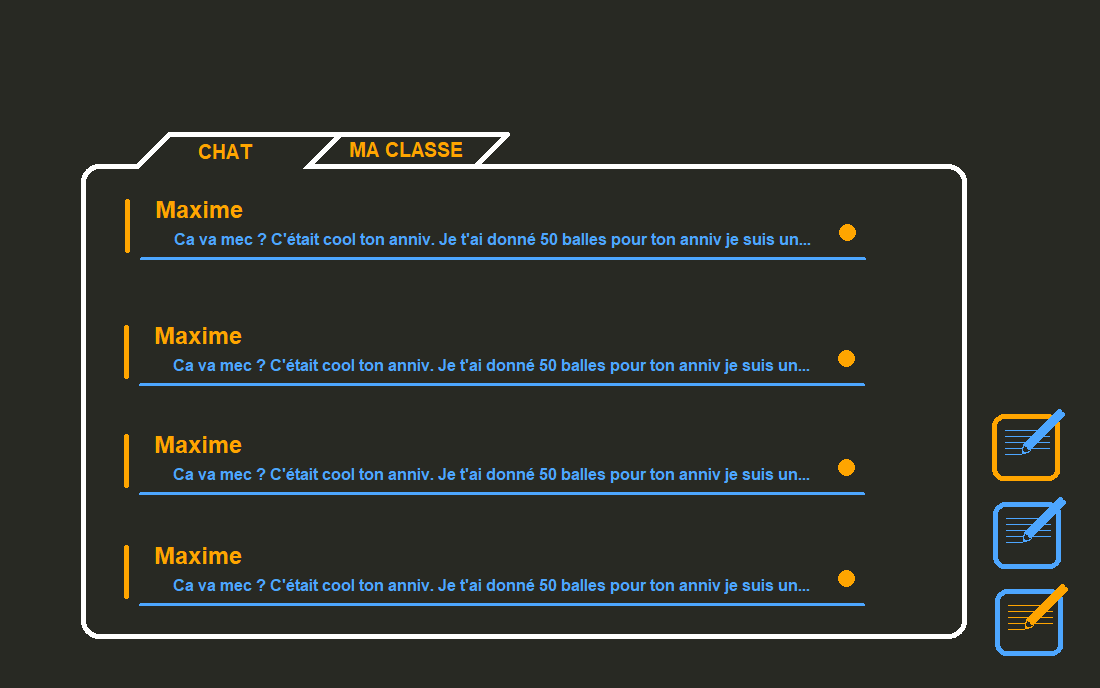 CHAT
MA CLASSE
Maxime
Ca va mec ? C'était cool ton anniv. Je t'ai donné 50 balles pour ton anniv je suis un...
Maxime
Ca va mec ? C'était cool ton anniv. Je t'ai donné 50 balles pour ton anniv je suis un...
Maxime
Ca va mec ? C'était cool ton anniv. Je t'ai donné 50 balles pour ton anniv je suis un...
Maxime
Ca va mec ? C'était cool ton anniv. Je t'ai donné 50 balles pour ton anniv je suis un...